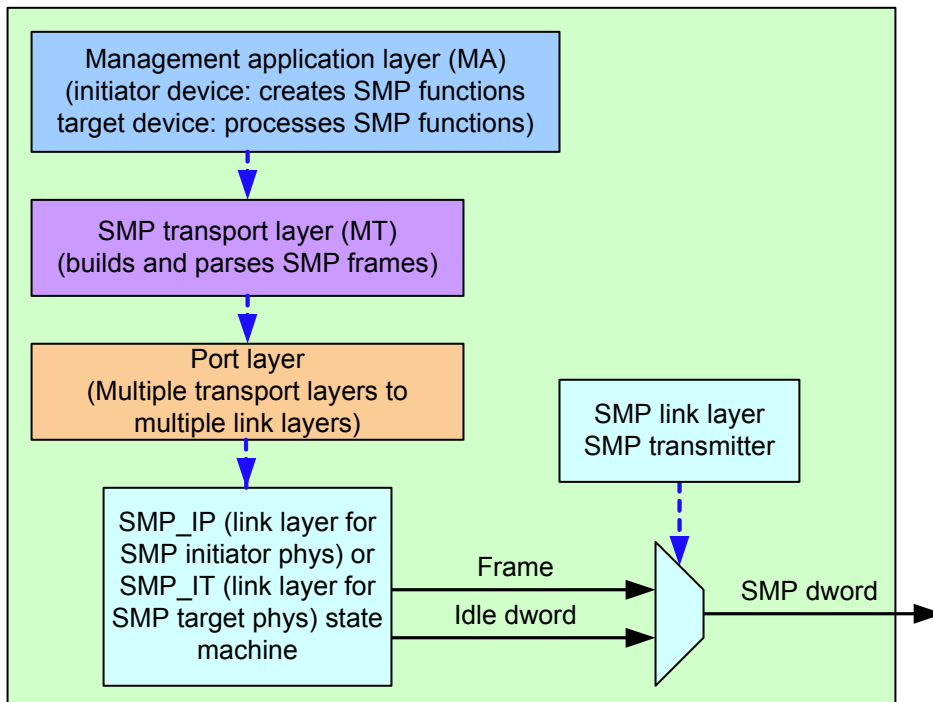 Management application layer (MA)
(initiator device: creates SMP functions
target device: processes SMP functions)
SMP transport layer (MT)
(builds and parses SMP frames)
Port layer
(Multiple transport layers to
multiple link layers)
SMP link layer
SMP transmitter
SMP_IP (link layer for
SMP initiator phys) or
SMP_IT (link layer for
SMP target phys) state
machine
Frame
Idle dword
SMP dword